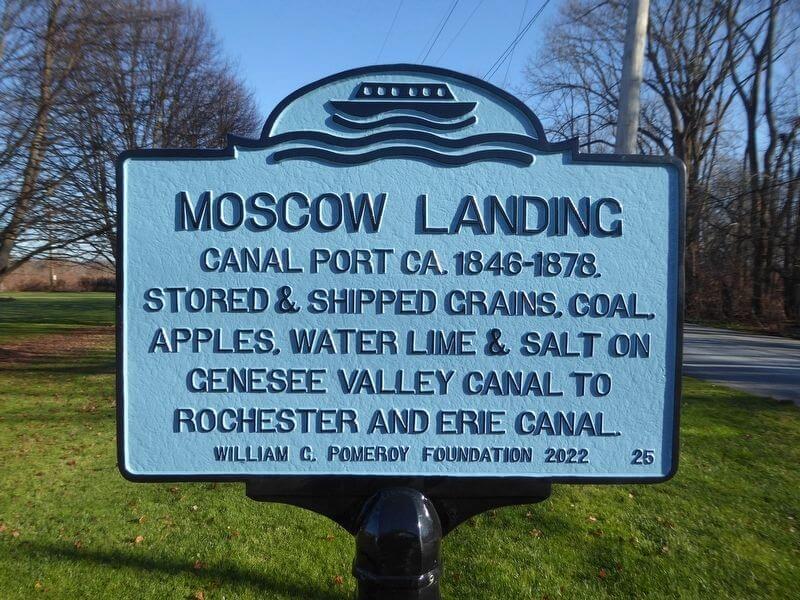 MOSCOW LANDING
CANAL PORT CA. 1846-1878.
STORED & SHIPPED GRAINS, COAL,
APPLES, WATER LIME & SALT ON
GENESEE VALLEY CANAL TO
ROCHESTER AND ERIE CANAL.
WILLIAM G. POMEROY FOUNDATION 2022 25